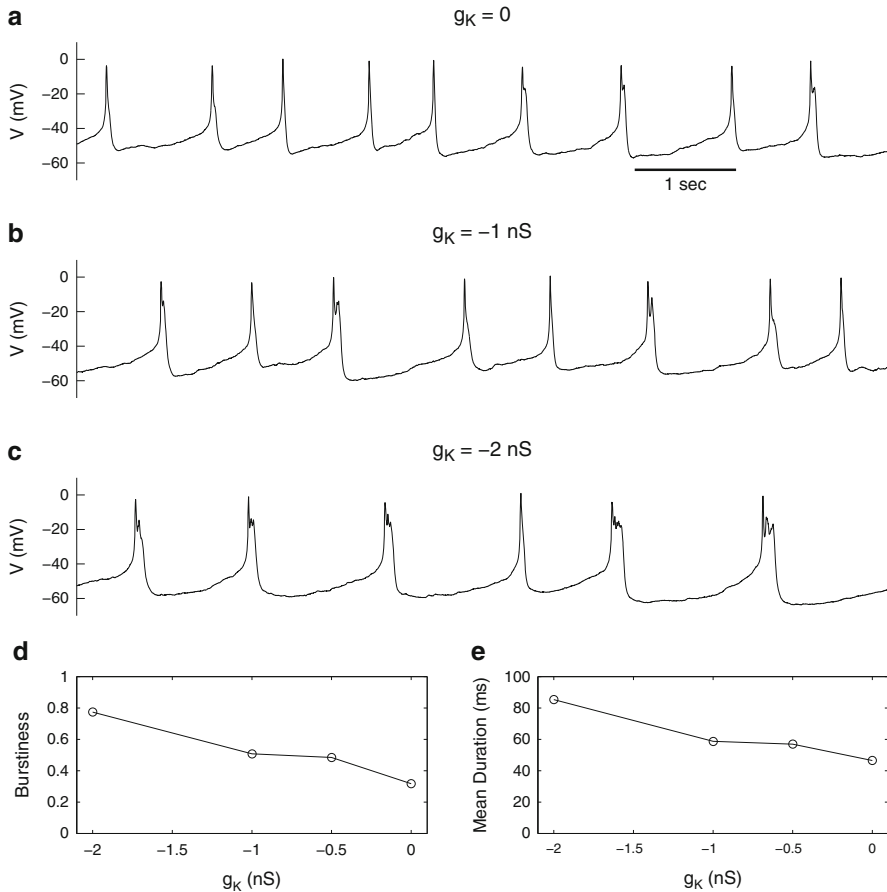 a
g_K = 0
V (mV)
0
−20
−40
−60
1 sec
b
g_K = −1 nS
V (mV)
0
−20
−40
−60
c
g_K = −2 nS
V (mV)
0
−20
−40
−60
d
Burstiness
1
0.8
0.6
0.4
0.2
0
−2
−1.5
−1
−0.5
0
g_K (nS)
e
Mean Duration (ms)
100
80
60
40
20
0
−2
−1.5
−1
−0.5
0
g_K (nS)